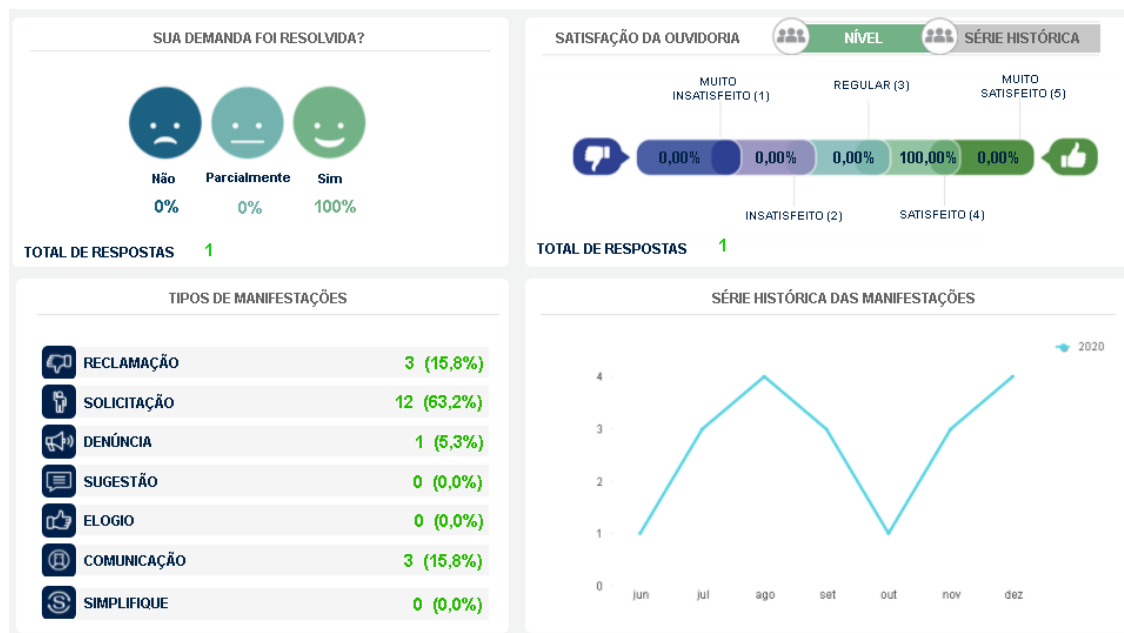 SUA DEMANDA FOI RESOLVIDA?
Não Parcialmente Sim
0% 0% 100%
TOTAL DE RESPOSTAS 1
SATISFAÇÃO DA OUVIDORIA NÍVEL SÉRIE HISTÓRICA
MUITO
INSATISFEITO (1)
REGULAR (3)
MUITO
SATISFEITO (5)
0,00% 0,00% 0,00% 100,00% 0,00%
INSATISFEITO (2) SATISFEITO (4)
TOTAL DE RESPOSTAS 1
TIPOS DE MANIFESTAÇÕES
RECLAMAÇÃO 3 (15,8%)
SOLICITAÇÃO 12 (63,2%)
DENÚNCIA 1 (5,3%)
SUGESTÃO 0 (0,0%)
ELOGIO 0 (0,0%)
COMUNICAÇÃO 3 (15,8%)
SIMPLIFIQUE 0 (0,0%)
SÉRIE HISTÓRICA DAS MANIFESTAÇÕES
2020
4
3
2
1
0
jun jul ago set out nov dez